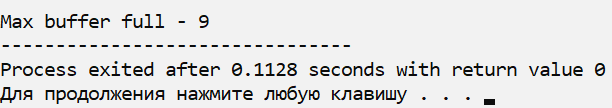 Max buffer full - 9
--------------------------------
Process exited after 0.1128 seconds with return value 0
Для продолжения нажмите любую клавишу . . .